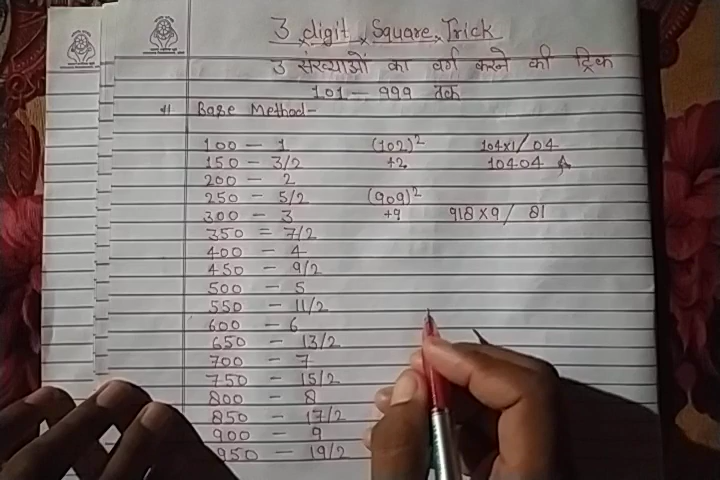 3 digit Square Trick
3 संख्याओं का वर्ग करने की ट्रिक
101 - 999 तक
# Base Method-
100 - 1 (102)² 104×1/04
150 - 3/2 +2 10404 A
200 - 2
250 - 5/2 (909)²
300 - 3 +9 918×9/ 81
350 = 7/2
400 - 4
450 - 9/2
500 - 5
550 - 11/2
600 - 6
650 - 13/2
700 - 7
750 - 15/2
800 - 8
850 - 17/2
900 - 9
950 - 19/2